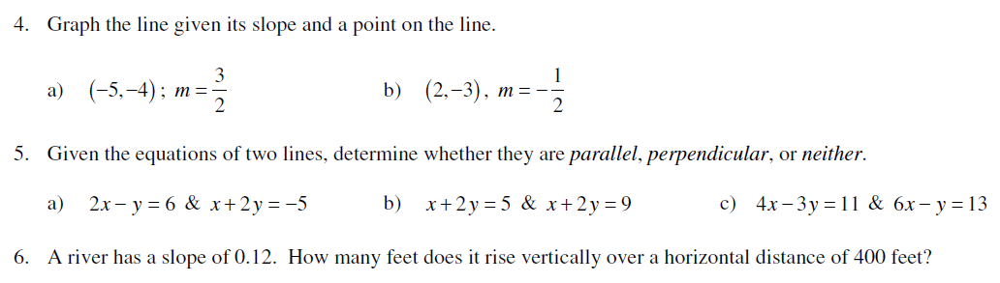 4. Graph the line given its slope and a point on the line.
a) (−5,−4); m = 3/2 b) (2,−3), m = −1/2
5. Given the equations of two lines, determine whether they are parallel, perpendicular, or neither.
a) 2x − y = 6 & x + 2y = −5 b) x + 2y = 5 & x + 2y = 9 c) 4x − 3y = 11 & 6x − y = 13
6. A river has a slope of 0.12. How many feet does it rise vertically over a horizontal distance of 400 feet?